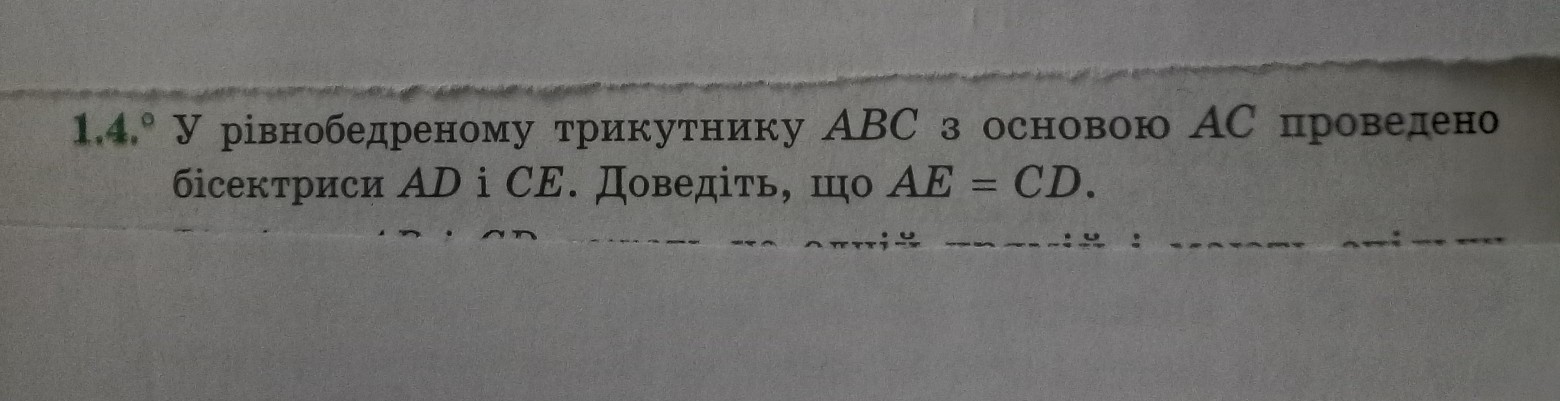 1.4.° У рівнобедреному трикутнику ABC з основою AC проведено
бісектриси AD і CE. Доведіть, що AE = CD.